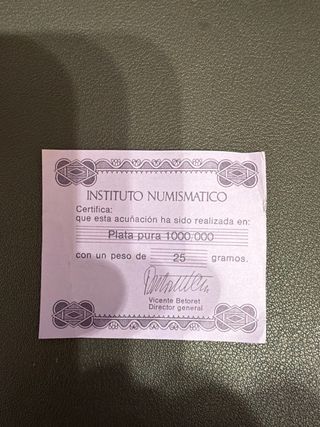 INSTITUTO NUMISMATICO
Certifica:
que esta acuñación ha sido realizada en:
Plata pura 1000.000
con un peso de 25 gramos.
Vicente Betoret
Director general